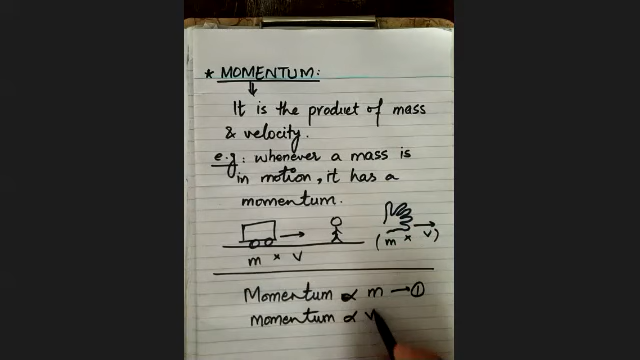 * MOMENTUM:
It is the product of mass
& velocity.
e.g: whenever a mass is
in motion, it has a
momentum.
m × v
(m × v)
Momentum ∝ m → ①
momentum ∝ v